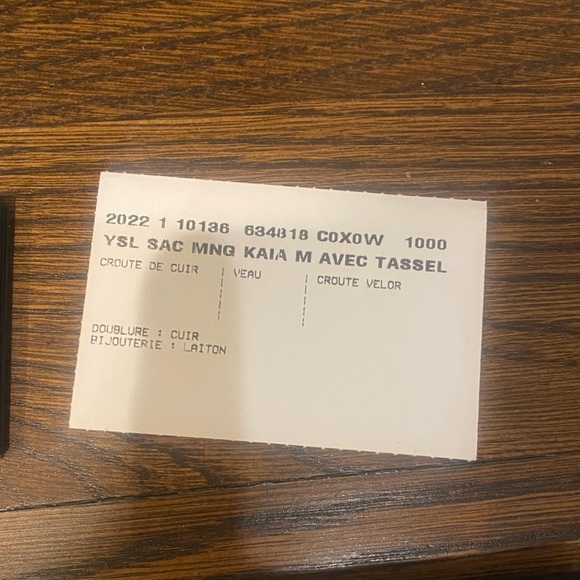 2022 1 10136 634818 C0X0W 1000
YSL SAC MNG KAIA M AVEC TASSEL
CROUTE DE CUIR VEAU CROUTE VELOR
DOUBLURE : CUIR
BIJOUTERIE : LAITON